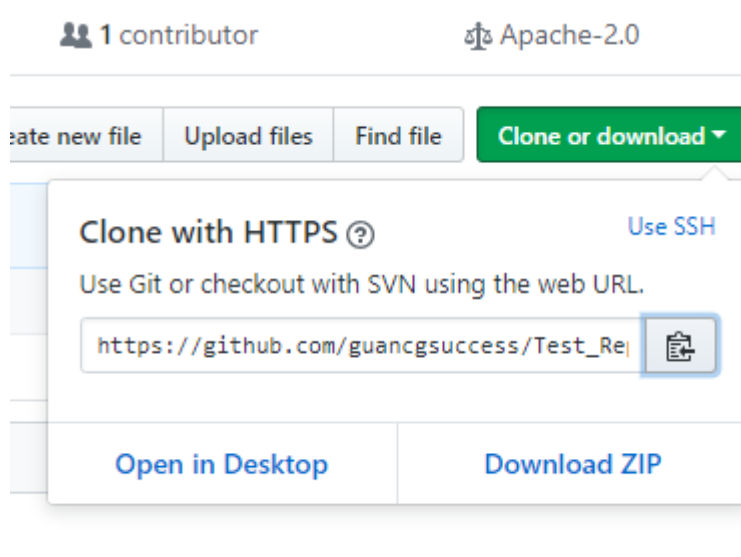 1 contributor
Apache-2.0
eate new file
Upload files
Find file
Clone or download
Clone with HTTPS
Use SSH
Use Git or checkout with SVN using the web URL.
https://github.com/guancgsuccess/Test_Re
Open in Desktop
Download ZIP